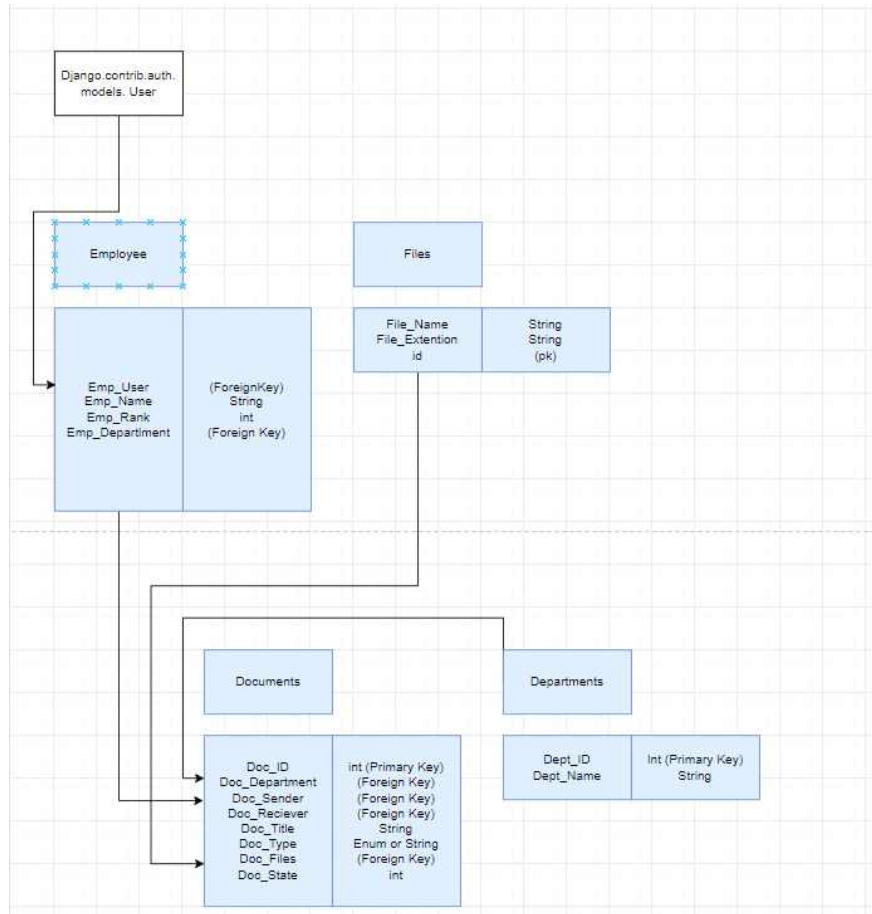 Django.contrib.auth.
models. User
Employee
Files
File_Name String
File_Extention String
id (pk)
Emp_User (ForeignKey)
Emp_Name String
Emp_Rank int
Emp_Departiment (Foreign Key)
Documents
Departments
Doc_ID int (Primary Key)
Doc_Department (Foreign Key)
Doc_Sender (Foreign Key)
Doc_Reciever (Foreign Key)
Doc_Title String
Doc_Type Enum or String
Doc_Files (Foreign Key)
Doc_State int
Dept_ID Int (Primary Key)
Dept_Name String